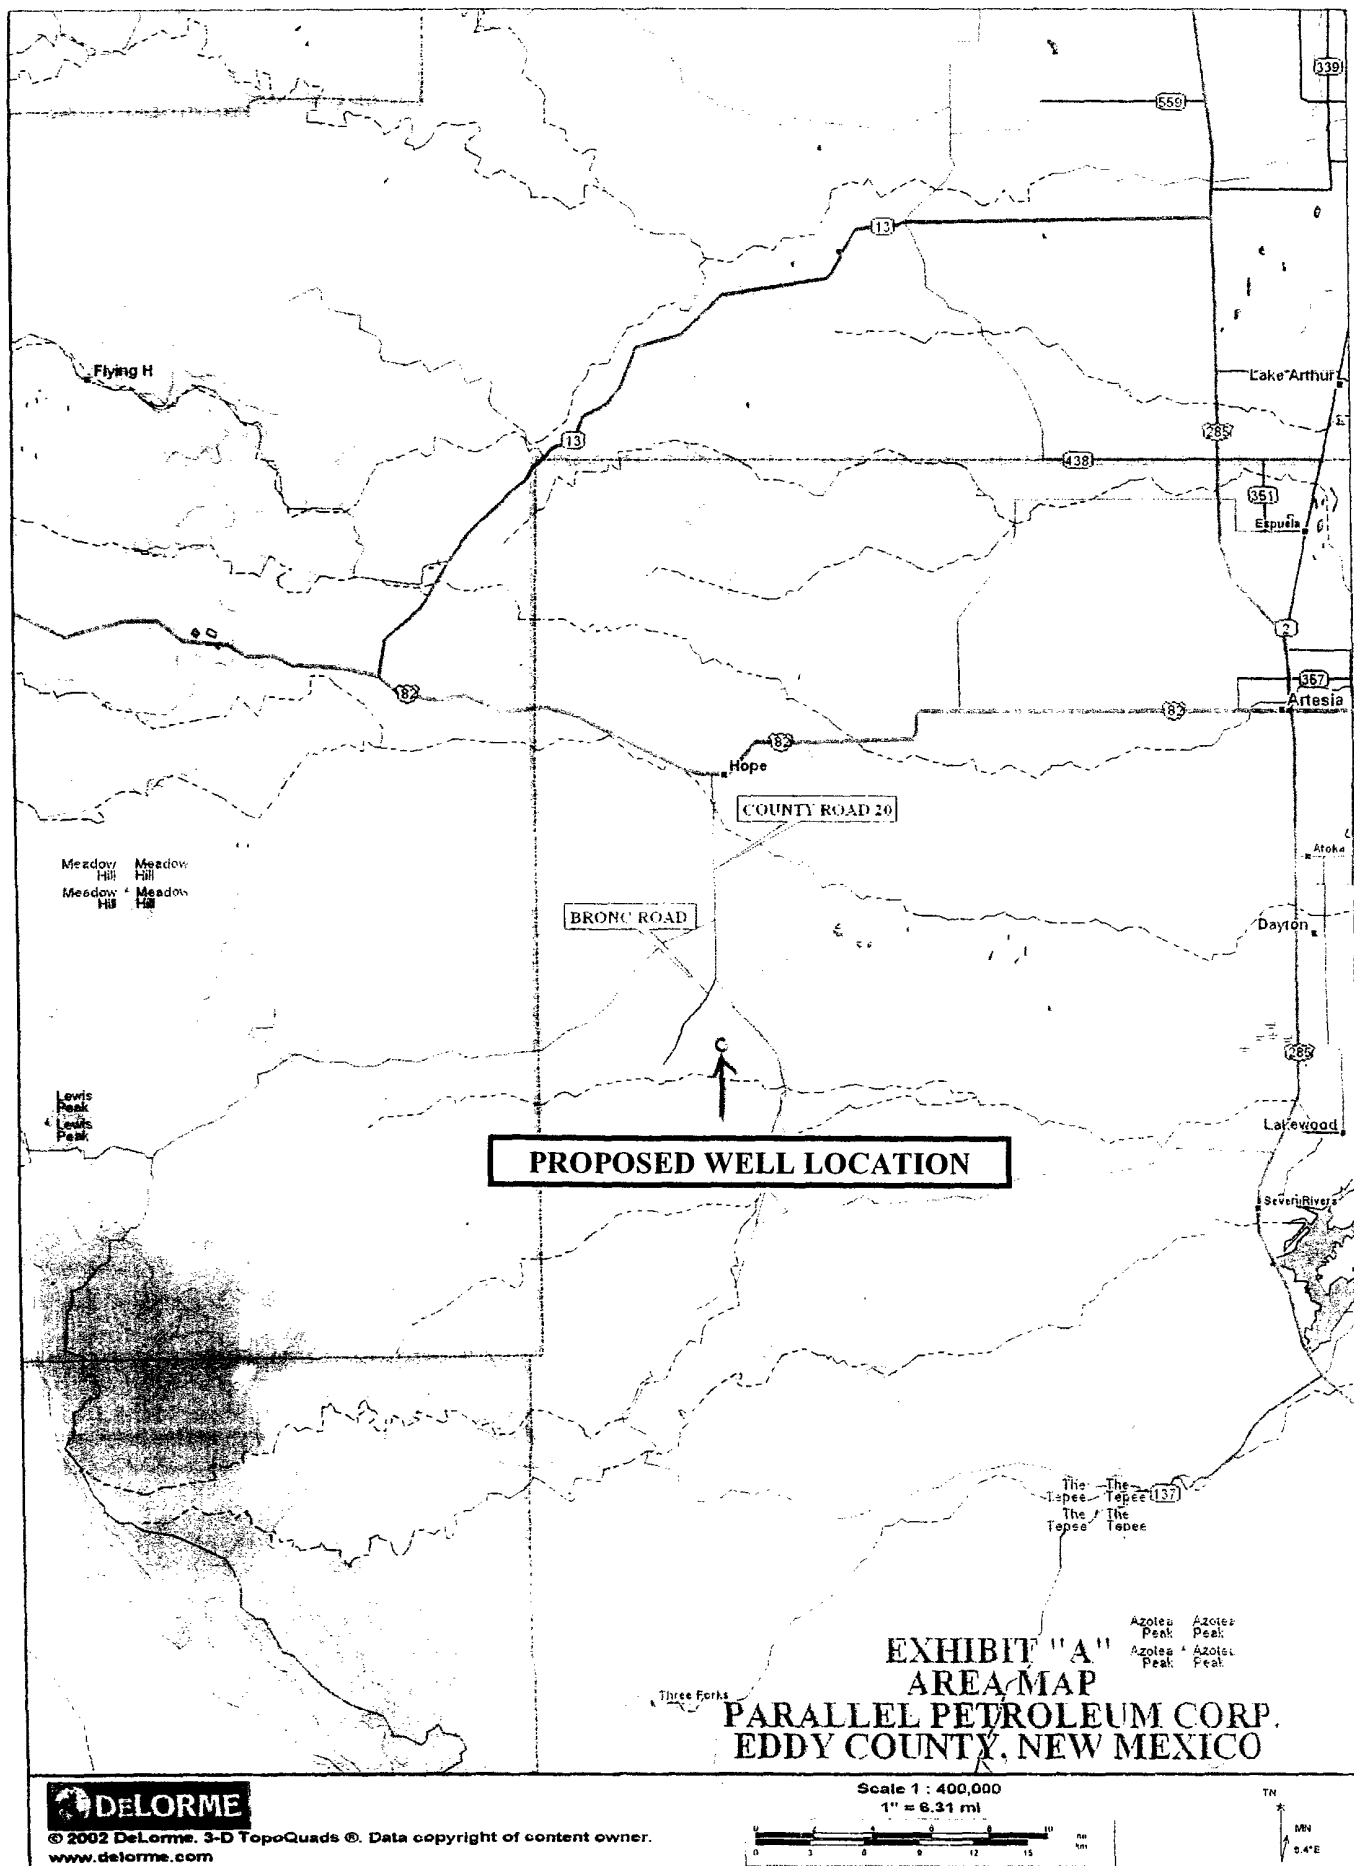 339
559
13
Flying H
Lake Arthur
285
13
438
351
Espuela
2
357
82
Artesia
82
82
Hope
COUNTY ROAD 20
Atoka
Meadow Hill
Meadow Hill
Meadow Hill
Meadow Hill
BRONC ROAD
Dayton
285
Lewis Peak
Lewis Peak
Lakewood
PROPOSED WELL LOCATION
Seven Rivers
The Tepee
The Tepee
137
The Tepee
The Tepee
Azotea Peak
Azotea Peak
Azotea Peak
Azotea Peak
EXHIBIT "A"
AREA MAP
Three Forks
PARALLEL PETROLEUM CORP.
EDDY COUNTY, NEW MEXICO
DELORME
© 2002 DeLorme. 3-D TopoQuads ®. Data copyright of content owner.
www.delorme.com
Scale 1 : 400,000
1" = 6.31 mi
TN
MN